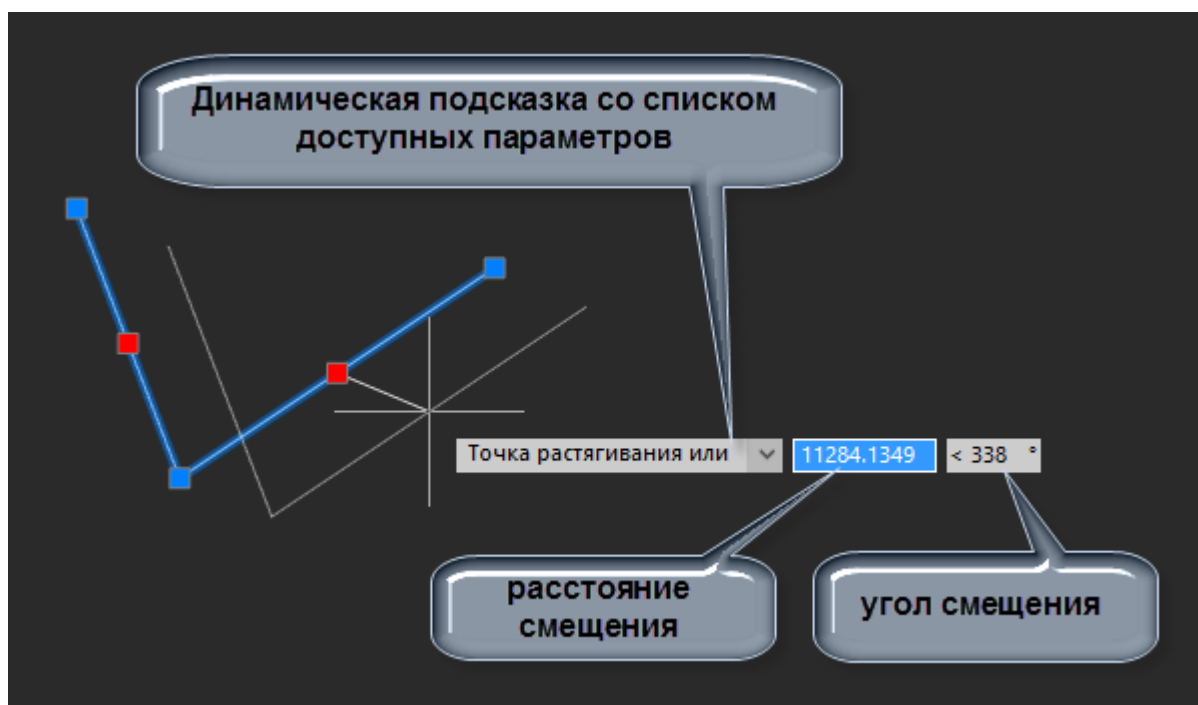 Динамическая подсказка со списком
доступных параметров
Точка растягивания или
11284.1349
< 338 °
расстояние
смещения
угол смещения